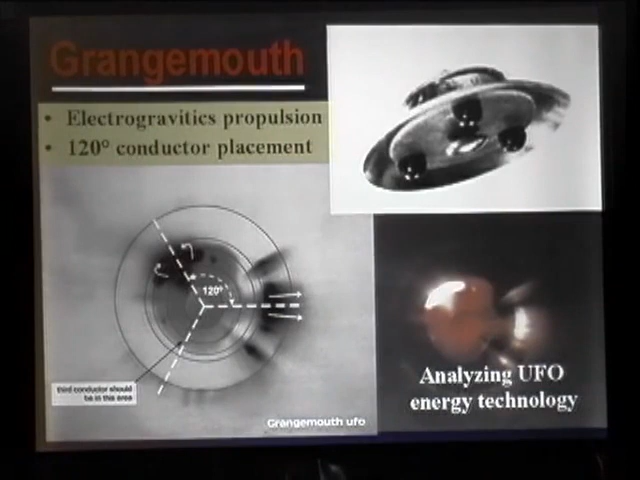 Grangemouth
• Electrogravitics propulsion
• 120° conductor placement
120°
third conductor should
be in this area
Grangemouth ufo
Analyzing UFO
energy technology